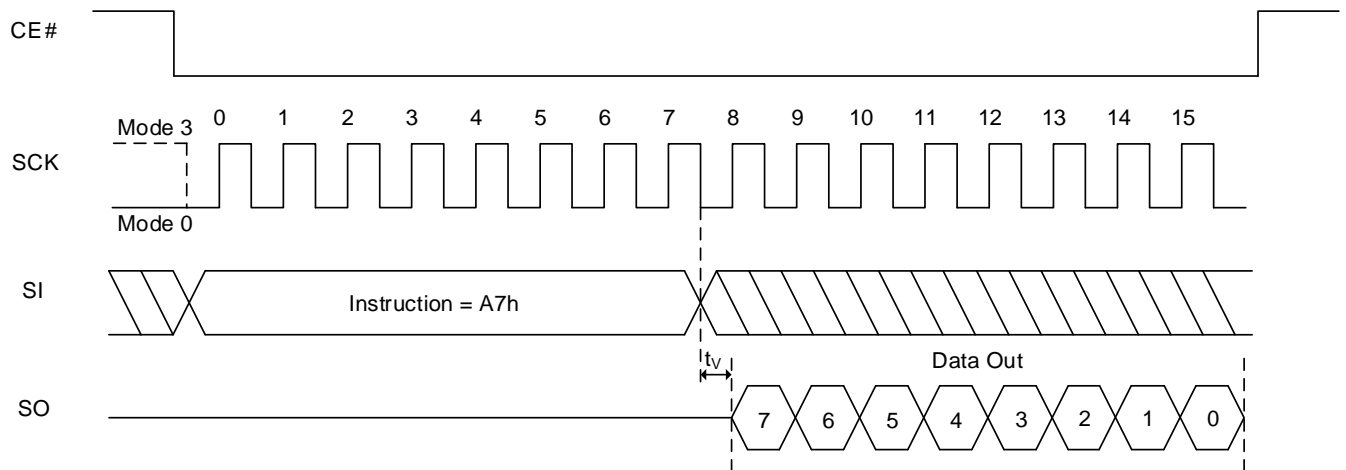 CE#
Mode 3
0 1 2 3 4 5 6 7 8 9 10 11 12 13 14 15
SCK
Mode 0
SI
Instruction = A7h
tV
Data Out
SO
7 6 5 4 3 2 1 0